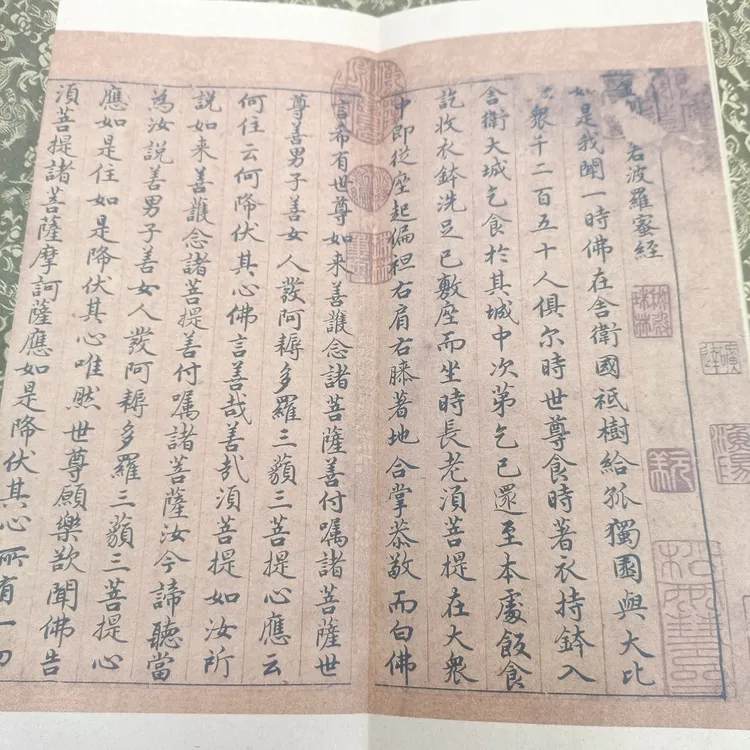 若波羅蜜經
如是我聞一時佛在舍衛國祇樹給孤獨園與大比
衆千二百五十人俱尓時世尊食時著衣持鉢入
舍衛大城乞食於其城中次第乞已還至本處飯食
訖收衣鉢洗足已敷座而坐時長老湏菩提在大衆
中即從座起偏袒右肩右膝著地合掌恭敬而白佛
言希有世尊如来善護念諸菩薩善付嘱諸菩薩世
尊善男子善女人發阿耨多羅三藐三菩提心應云
何住云何降伏其心佛言善哉善哉湏菩提如汝所
說如来善護念諸菩提善付嘱諸菩薩汝今諦聽當
為汝說善男子善女人發阿耨多羅三藐三菩提心
應如是住如是降伏其心唯然世尊願樂欲聞佛告
湏菩提諸菩薩摩訶薩應如是降伏其心所有一切